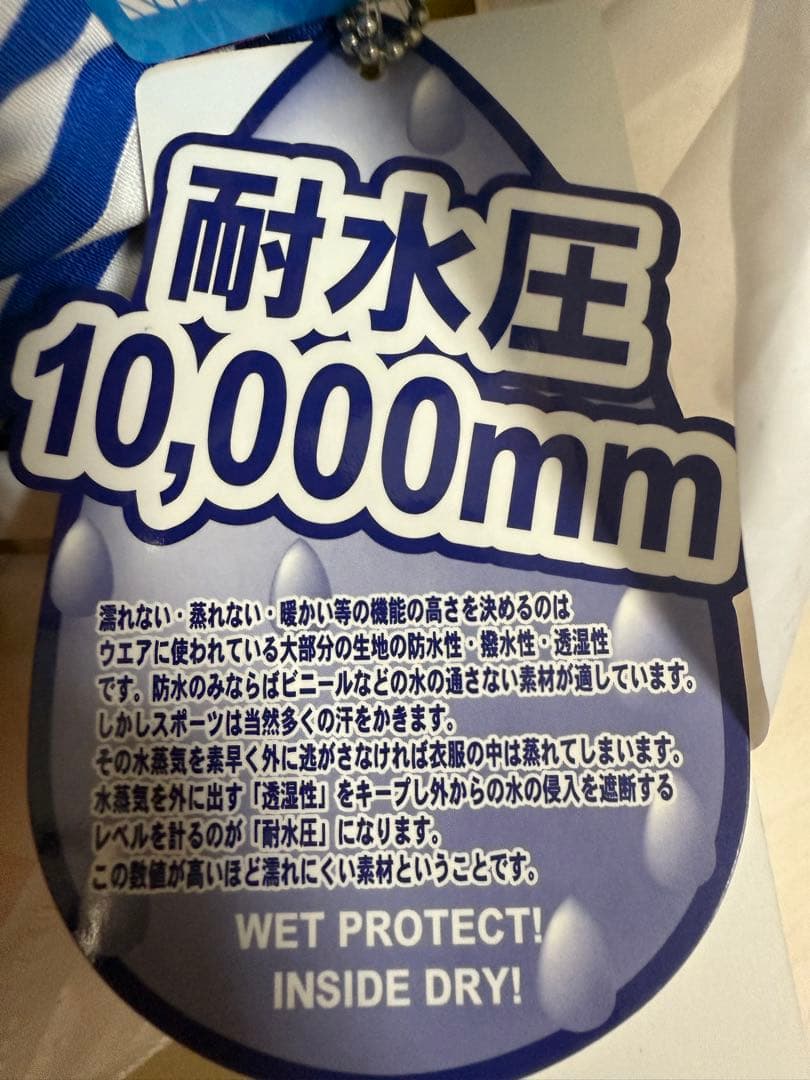 耐水圧
10,000mm
濡れない・蒸れない・暖かい等の機能の高さを決めるのは
ウエアに使われている大部分の生地の防水性・撥水性・透湿性
です。防水のみならばビニールなどの水の通さない素材が適しています。
しかしスポーツは当然多くの汗をかきます。
その水蒸気を素早く外に逃がさなければ衣服の中は蒸れてしまいます。
水蒸気を外に出す「透湿性」をキープし外からの水の侵入を遮断する
レベルを計るのが「耐水圧」になります。
この数値が高いほど濡れにくい素材ということです。
WET PROTECT!
INSIDE DRY!